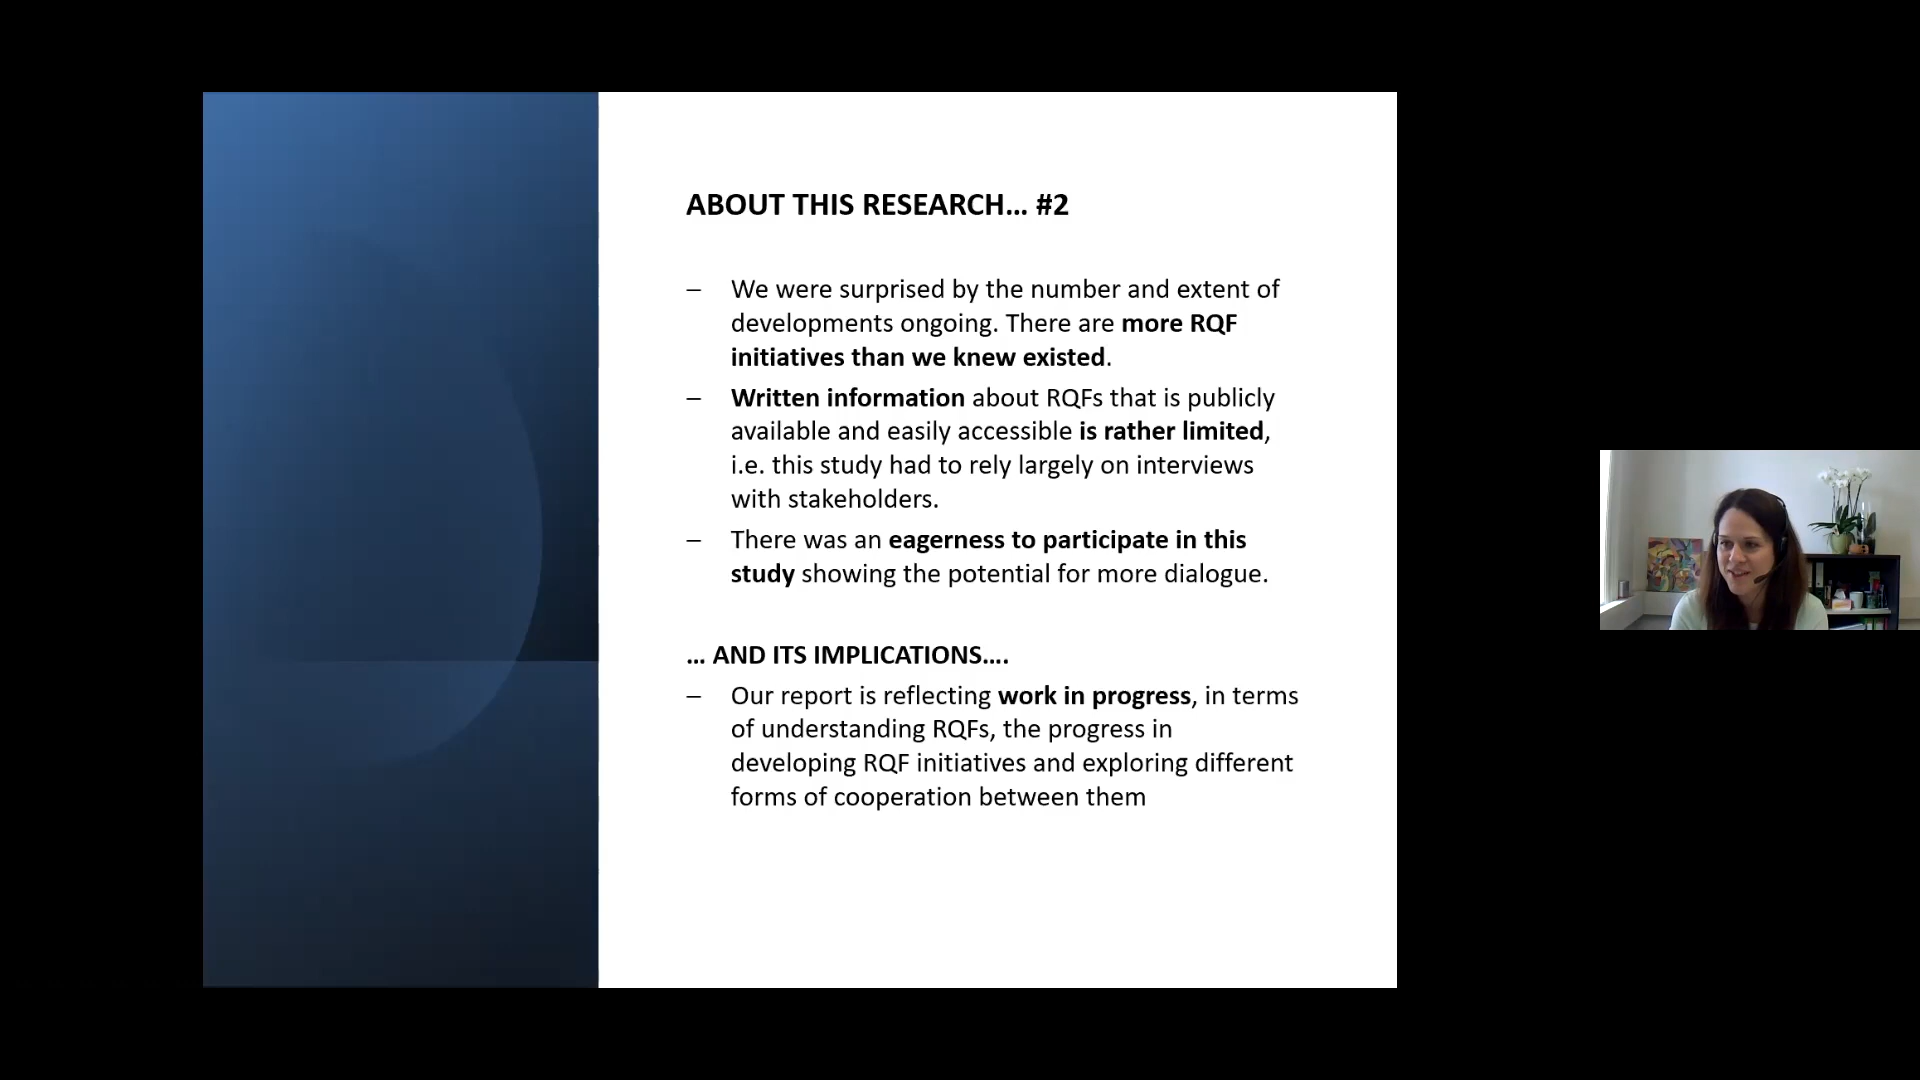 ABOUT THIS RESEARCH... #2
– We were surprised by the number and extent of
developments ongoing. There are more RQF
initiatives than we knew existed.
– Written information about RQFs that is publicly
available and easily accessible is rather limited,
i.e. this study had to rely largely on interviews
with stakeholders.
– There was an eagerness to participate in this
study showing the potential for more dialogue.
... AND ITS IMPLICATIONS....
– Our report is reflecting work in progress, in terms
of understanding RQFs, the progress in
developing RQF initiatives and exploring different
forms of cooperation between them